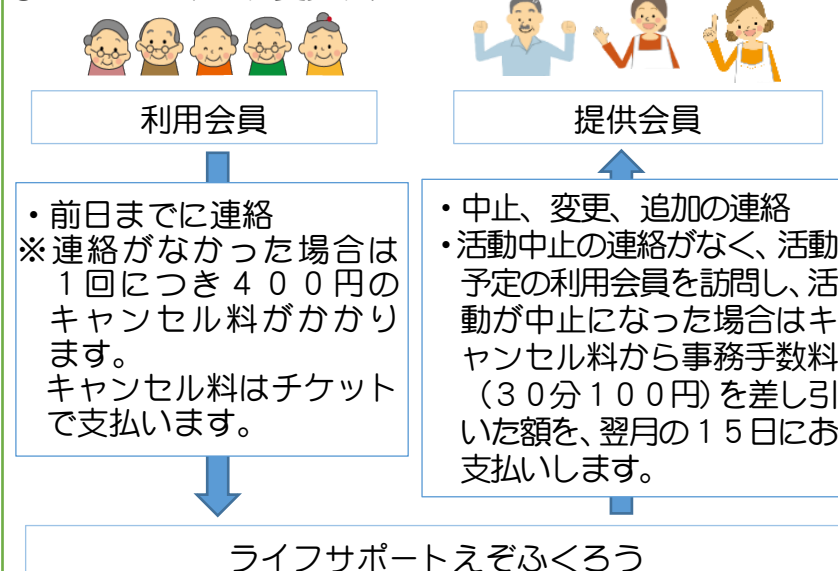 利用会員
提供会員
・前日までに連絡
※連絡がなかった場合は
１回につき４００円の
キャンセル料がかかり
ます。
キャンセル料はチケット
で支払います。
・中止、変更、追加の連絡
・活動中止の連絡がなく、活動
予定の利用会員を訪問し、活
動が中止になった場合はキ
ャンセル料から事務手数料
（３０分１００円）を差し引
いた額を、翌月の１５日にお
支払いします。
ライフサポートえぞふくろう